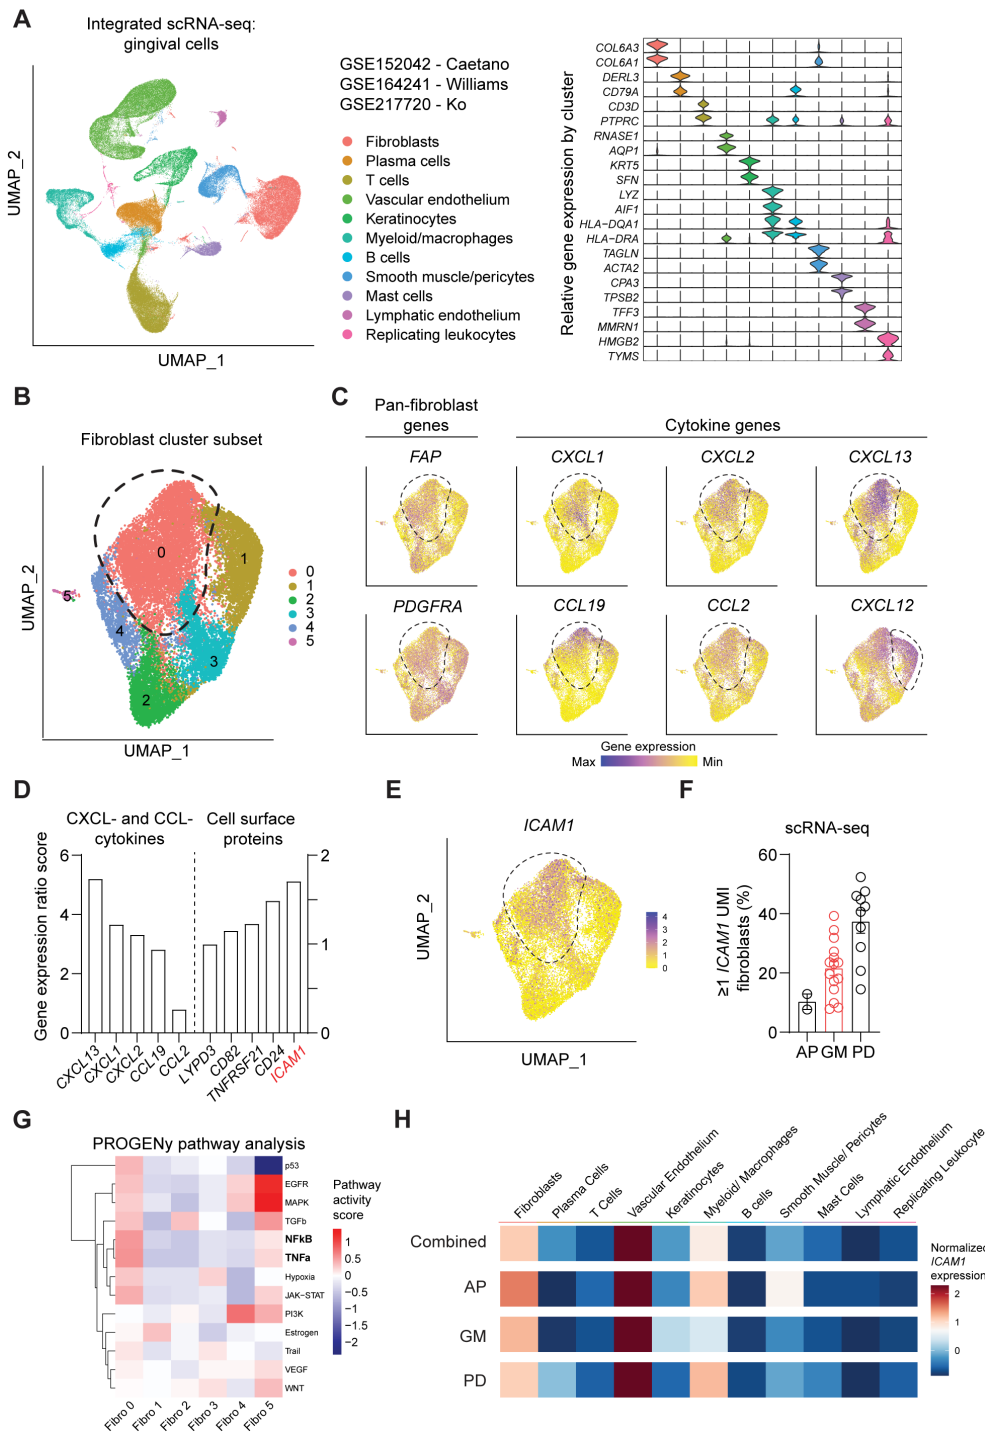 A
Integrated scRNA-seq:
gingival cells
UMAP_2
UMAP_1
GSE152042 - Caetano
GSE164241 - Williams
GSE217720 - Ko
Fibroblasts
Plasma cells
T cells
Vascular endothelium
Keratinocytes
Myeloid/macrophages
B cells
Smooth muscle/pericytes
Mast cells
Lymphatic endothelium
Replicating leukocytes
Relative gene expression by cluster
COL6A3
COL6A1
DERL3
CD79A
CD3D
PTPRC
RNASE1
AQP1
KRT5
SFN
LYZ
AIF1
HLA−DQA1
HLA−DRA
TAGLN
ACTA2
CPA3
TPSB2
TFF3
MMRN1
HMGB2
TYMS
B
Fibroblast cluster subset
UMAP_2
UMAP_1
0
1
2
3
4
5
0
1
2
3
4
5
C
Pan-fibroblast
genes
Cytokine genes
FAP
CXCL1
CXCL2
CXCL13
PDGFRA
CCL19
CCL2
CXCL12
Gene expression
Max
Min
D
CXCL- and CCL-
cytokines
Cell surface
proteins
Gene expression ratio score
6
4
2
0
2
1
0
CXCL13
CXCL1
CXCL2
CCL19
CCL2
LYPD3
CD82
TNFRSF21
CD24
ICAM1
E
ICAM1
UMAP_2
UMAP_1
4
3
2
1
0
F
scRNA-seq
≥1 ICAM1 UMI
fibroblasts (%)
60
40
20
0
AP GM PD
G
PROGENy pathway analysis
p53
EGFR
MAPK
TGFb
NFkB
TNFa
Hypoxia
JAK−STAT
PI3K
Estrogen
Trail
VEGF
WNT
Fibro 0
Fibro 1
Fibro 2
Fibro 3
Fibro 4
Fibro 5
Pathway
activity
score
1
0.5
0
−0.5
−1
−1.5
−2
H
Fibroblasts
Plasma Cells
T Cells
Vascular Endothelium
Keratinocytes
Myeloid/ Macrophages
B cells
Smooth Muscle/ Pericytes
Mast Cells
Lymphatic Endothelium
Replicating Leukocyte
Combined
AP
GM
PD
Normalized
ICAM1
expression
2
1
0